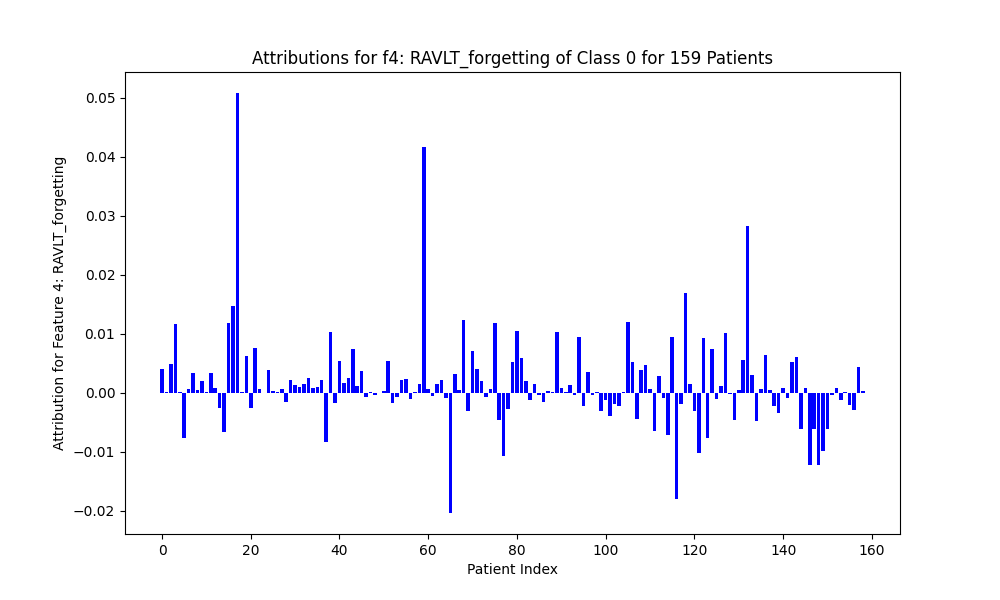 Attributions for f4: RAVLT_forgetting of Class 0 for 159 Patients
Attribution for Feature 4: RAVLT_forgetting
0.05
0.04
0.03
0.02
0.01
0.00
−0.01
−0.02
0 20 40 60 80 100 120 140 160
Patient Index